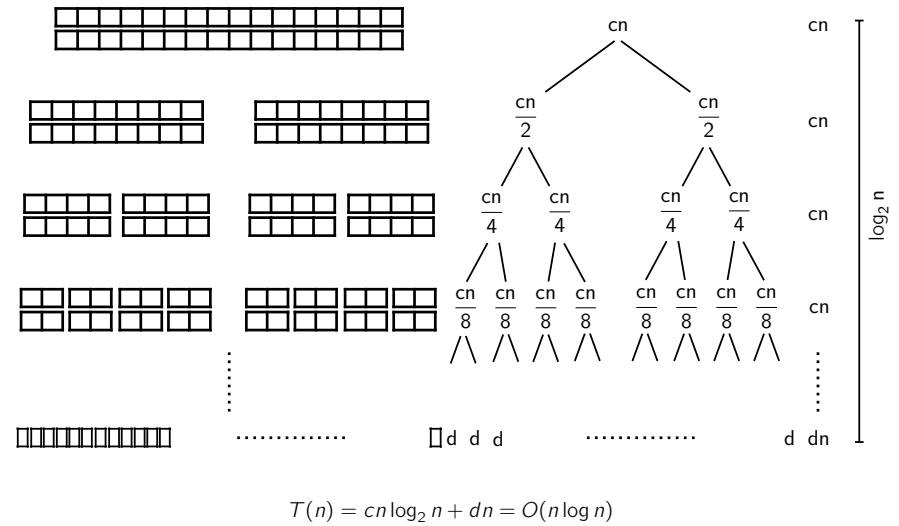 cn cn
cn/2 cn/2 cn
cn/4 cn/4 cn/4 cn/4 cn
log₂ n
cn/8 cn/8 cn/8 cn/8 cn/8 cn/8 cn/8 cn/8 cn
d d d d dn
T(n) = cn log₂ n + dn = O(n log n)